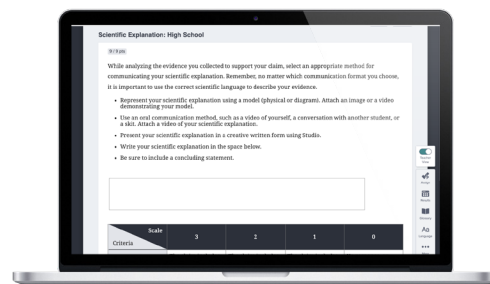 Scientific Explanation: High School
9 / 9 pts
While analyzing the evidence you collected to support your claim, select an appropriate method for
communicating your scientific explanation. Remember, no matter which communication format you choose,
it is important to use the correct scientific language to describe your evidence.
• Represent your scientific explanation using a model (physical or diagram). Attach an image or a video
demonstrating your model.
• Use an oral communication method, such as a video of yourself, a conversation with another student, or
a skit. Attach a video of your scientific explanation.
• Present your scientific explanation in a creative written form using Studio.
• Write your scientific explanation in the space below.
• Be sure to include a concluding statement.
Teacher
View
Assign
Results
Aa
Language
Scale
3
2
1
0
Criteria